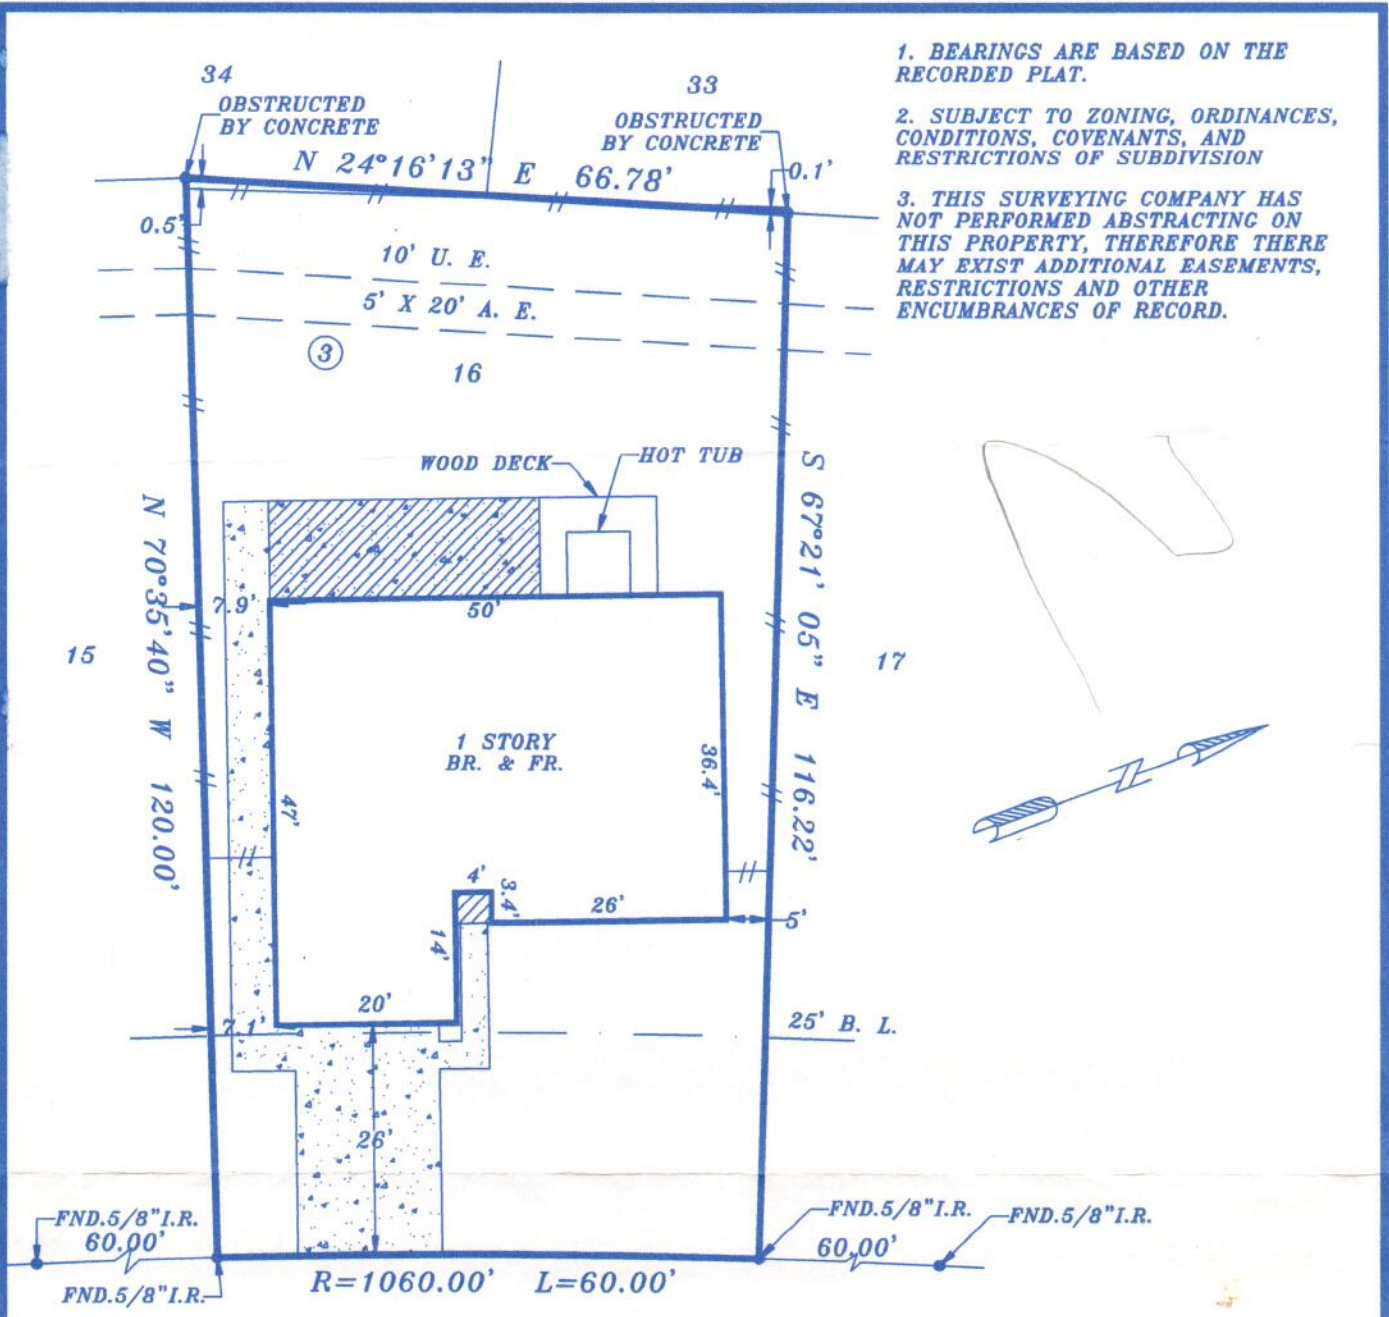 34
OBSTRUCTED
BY CONCRETE
33
OBSTRUCTED
BY CONCRETE
N 24°16'13" E 66.78'
0.1'
0.5'
1. BEARINGS ARE BASED ON THE
RECORDED PLAT.
2. SUBJECT TO ZONING, ORDINANCES,
CONDITIONS, COVENANTS, AND
RESTRICTIONS OF SUBDIVISION
3. THIS SURVEYING COMPANY HAS
NOT PERFORMED ABSTRACTING ON
THIS PROPERTY, THEREFORE THERE
MAY EXIST ADDITIONAL EASEMENTS,
RESTRICTIONS AND OTHER
ENCUMBRANCES OF RECORD.
10' U. E.
5' X 20' A. E.
3
16
WOOD DECK
HOT TUB
N 70°35'40" W 120.00'
S 67°21'05" E 116.22'
7.9'
50'
15
17
1 STORY
BR. & FR.
36.4'
47'
4'
3.4'
26'
14'
5'
20'
7.1'
25' B. L.
26'
N
FND.5/8"I.R.
60.00'
FND.5/8"I.R.
R=1060.00' L=60.00'
FND.5/8"I.R.
60.00'
FND.5/8"I.R.